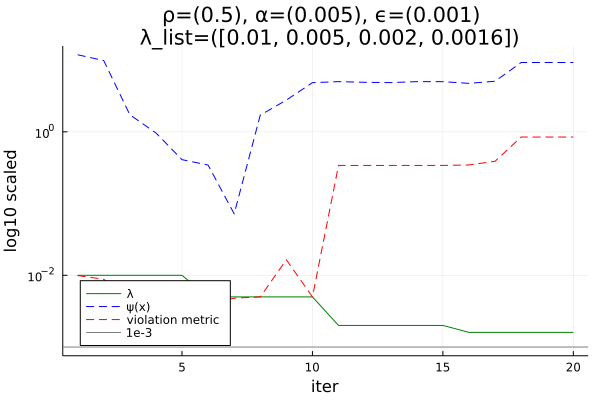 ρ=(0.5), α=(0.005), ϵ=(0.001)
λ_list=([0.01, 0.005, 0.002, 0.0016])
log10 scaled
10⁰
10⁻²
λ
ψ(x)
violation metric
1e-3
5
10
15
20
iter